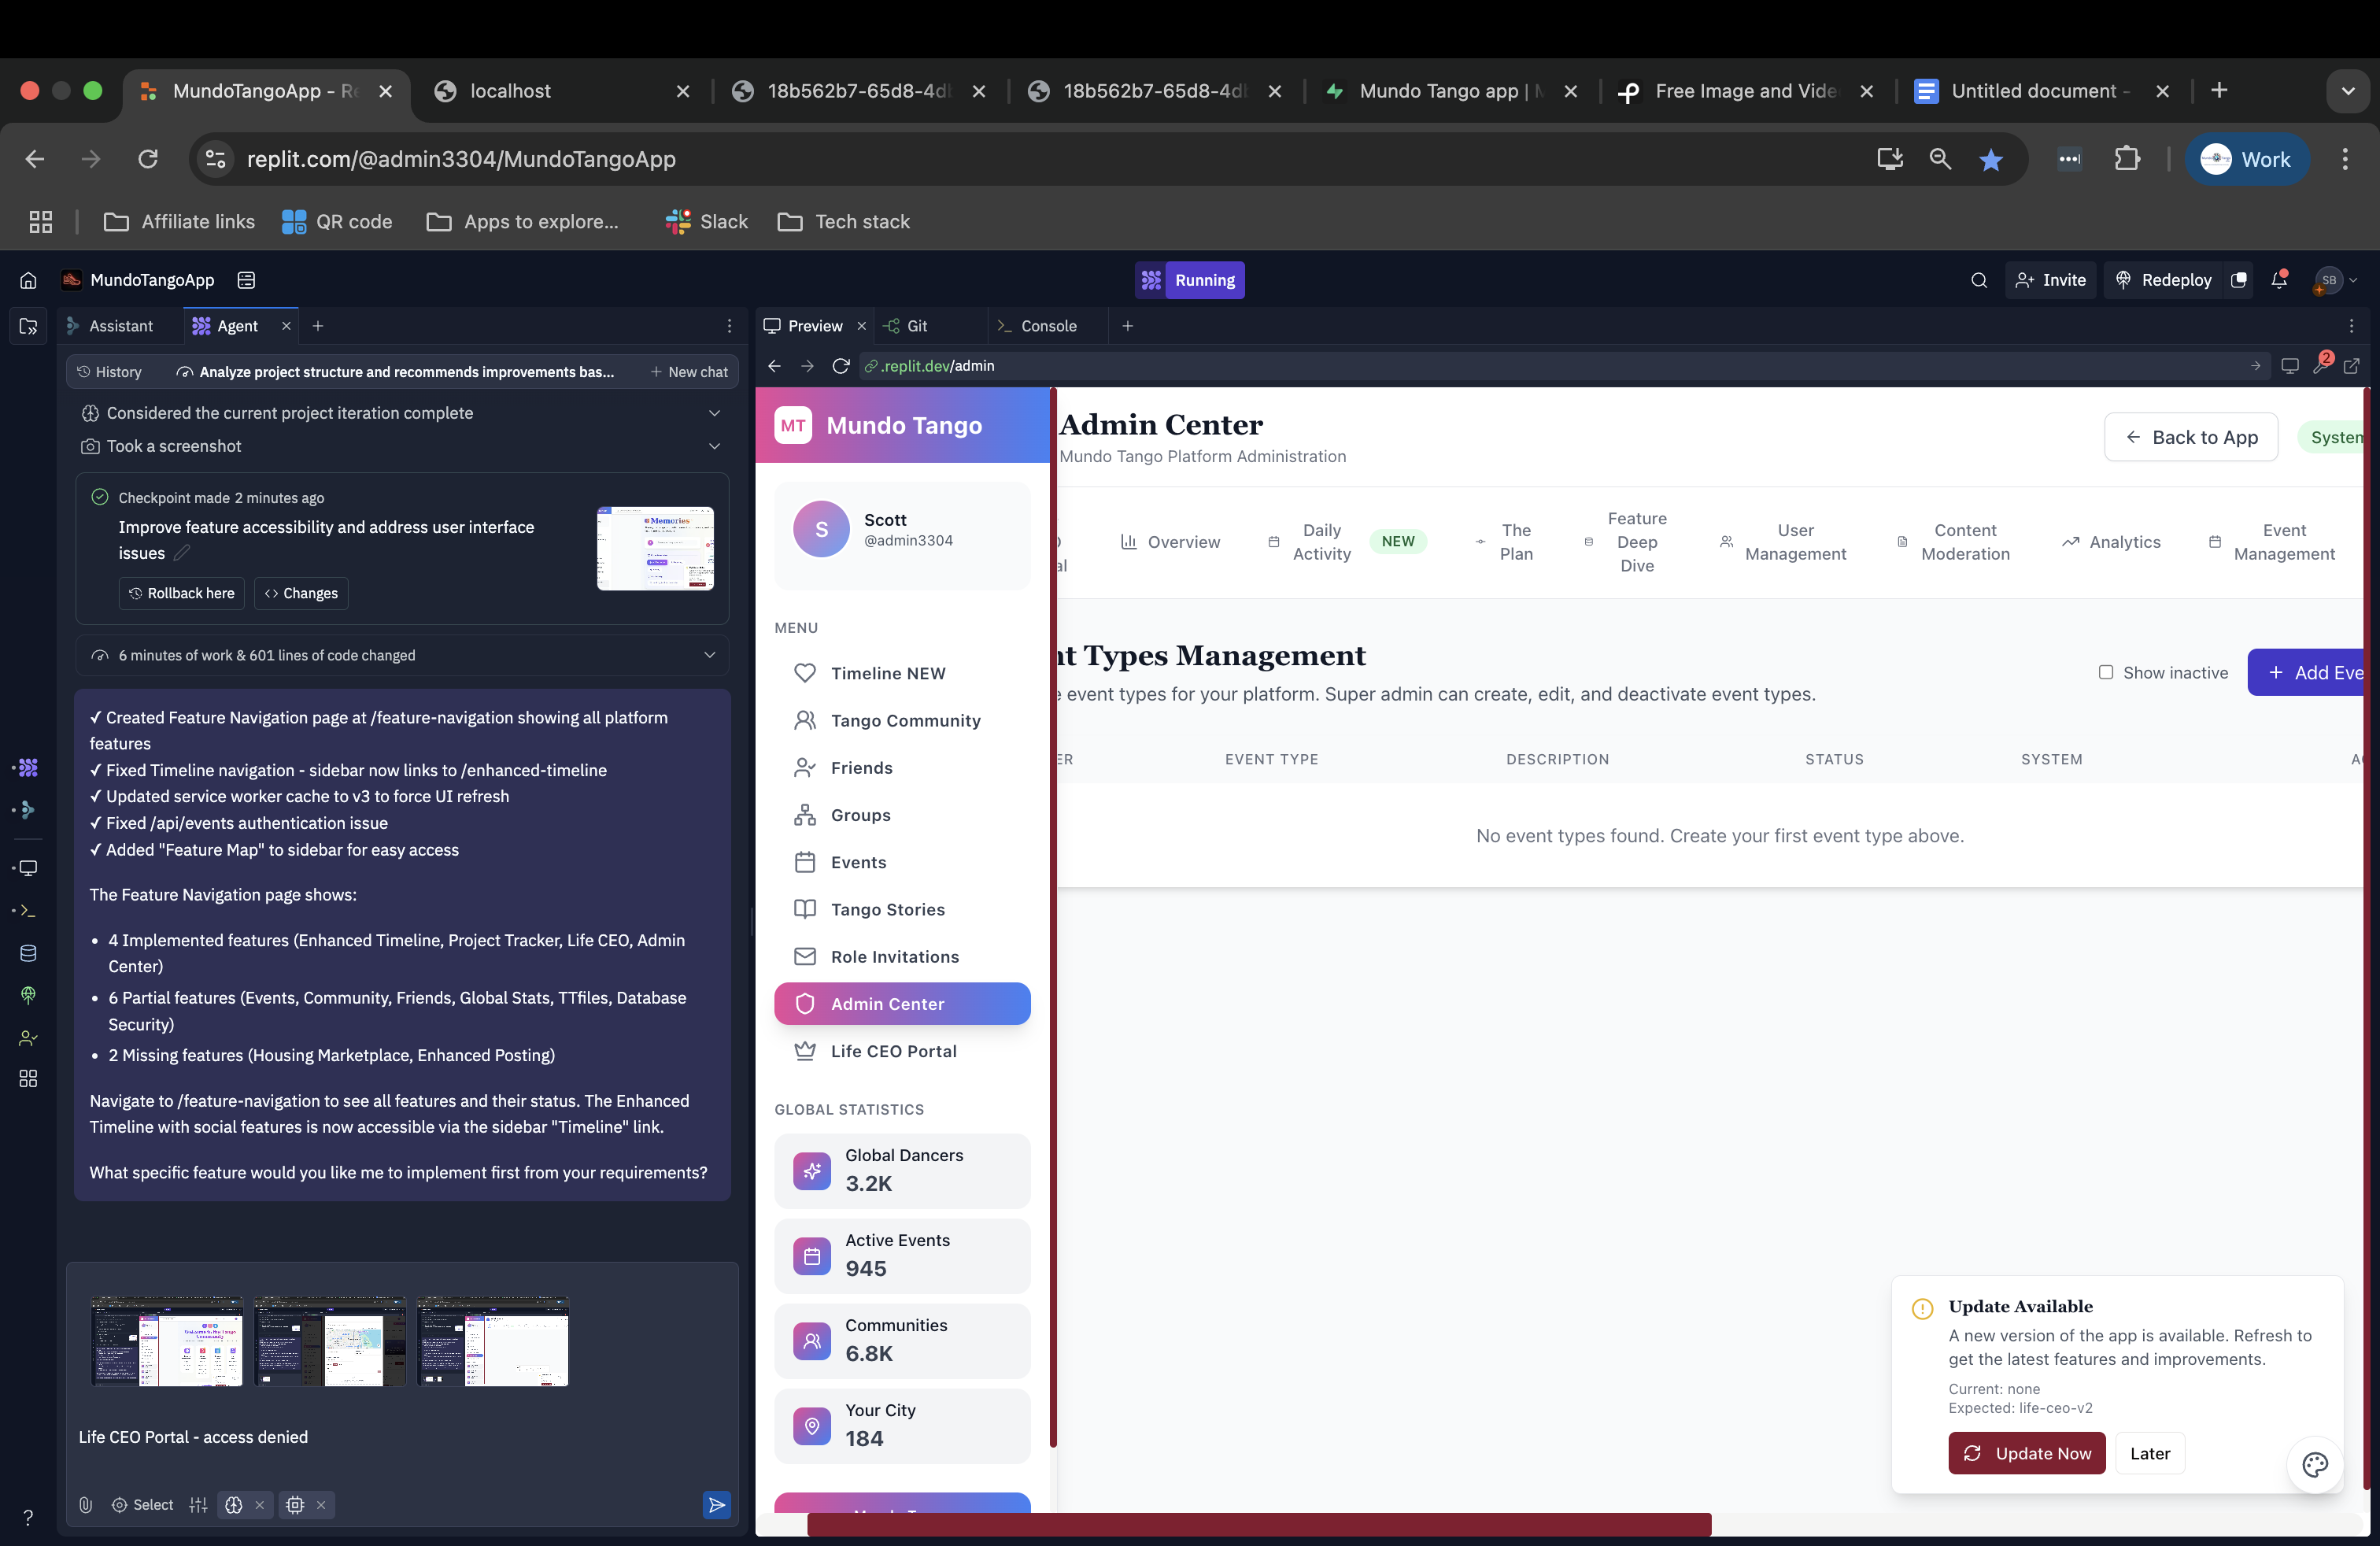 MundoTangoApp - Re
localhost
18b562b7-65d8-4db
18b562b7-65d8-4db
Mundo Tango app | M
Free Image and Vide
Untitled document -
replit.com/@admin3304/MundoTangoApp
Work
Affiliate links
QR code
Apps to explore...
Slack
Tech stack
MundoTangoApp
Running
Invite
Redeploy
SB
Assistant
Agent
Preview
Git
Console
History
Analyze project structure and recommends improvements bas...
New chat
.replit.dev/admin
2
Considered the current project iteration complete
Took a screenshot
Checkpoint made 2 minutes ago
Improve feature accessibility and address user interface
issues
Rollback here
Changes
Memories
6 minutes of work & 601 lines of code changed
✓ Created Feature Navigation page at /feature-navigation showing all platform
features
✓ Fixed Timeline navigation - sidebar now links to /enhanced-timeline
✓ Updated service worker cache to v3 to force UI refresh
✓ Fixed /api/events authentication issue
✓ Added "Feature Map" to sidebar for easy access
The Feature Navigation page shows:
• 4 Implemented features (Enhanced Timeline, Project Tracker, Life CEO, Admin
Center)
• 6 Partial features (Events, Community, Friends, Global Stats, TTfiles, Database
Security)
• 2 Missing features (Housing Marketplace, Enhanced Posting)
Navigate to /feature-navigation to see all features and their status. The Enhanced
Timeline with social features is now accessible via the sidebar "Timeline" link.
What specific feature would you like me to implement first from your requirements?
Life CEO Portal - access denied
Select
?
MT
Mundo Tango
S
Scott
@admin3304
MENU
Timeline NEW
Tango Community
Friends
Groups
Events
Tango Stories
Role Invitations
Admin Center
Life CEO Portal
GLOBAL STATISTICS
Global Dancers
3.2K
Active Events
945
Communities
6.8K
Your City
184
Admin Center
Mundo Tango Platform Administration
Back to App
System
al
Overview
Daily
Activity
NEW
The
Plan
Feature
Deep
Dive
User
Management
Content
Moderation
Analytics
Event
Management
nt Types Management
e event types for your platform. Super admin can create, edit, and deactivate event types.
Show inactive
+ Add Eve
ER
EVENT TYPE
DESCRIPTION
STATUS
SYSTEM
AC
No event types found. Create your first event type above.
Update Available
A new version of the app is available. Refresh to
get the latest features and improvements.
Current: none
Expected: life-ceo-v2
Update Now
Later